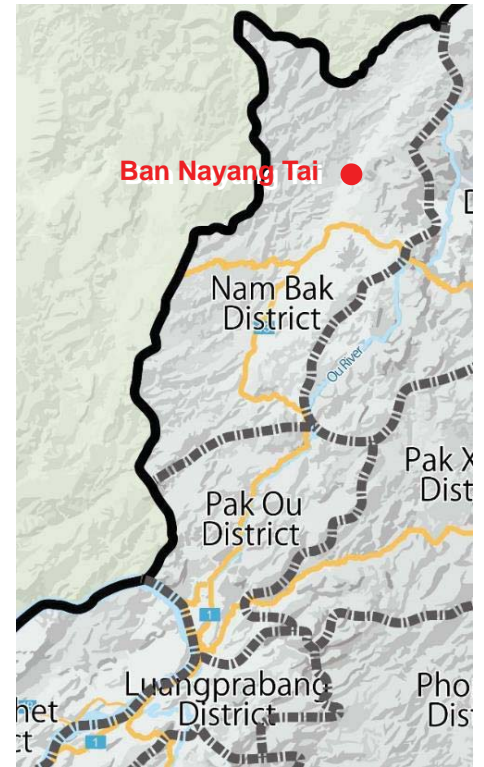 Ban Nayang Tai
D
Nam Bak
District
Ou River
Pak X
Dist
Pak Ou
District
1
Luangprabang
District
Pho
Dis
het
ct
1